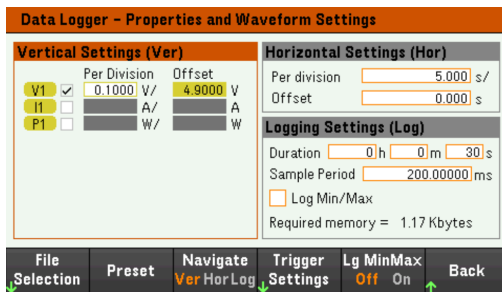 Data Logger – Properties and Waveform Settings
Vertical Settings (Ver)
Per Division Offset
V1 0.1000 V/ 4.9000 V
I1 A/ A
P1 W/ W
Horizontal Settings (Hor)
Per division 5.000 s/
Offset 0.000 s
Logging Settings (Log)
Duration 0 h 0 m 30 s
Sample Period 200.00000 ms
Log Min/Max
Required memory = 1.17 Kbytes
File Selection
Preset
Navigate
Ver Hor Log
Trigger Settings
Lg MinMax
Off On
Back